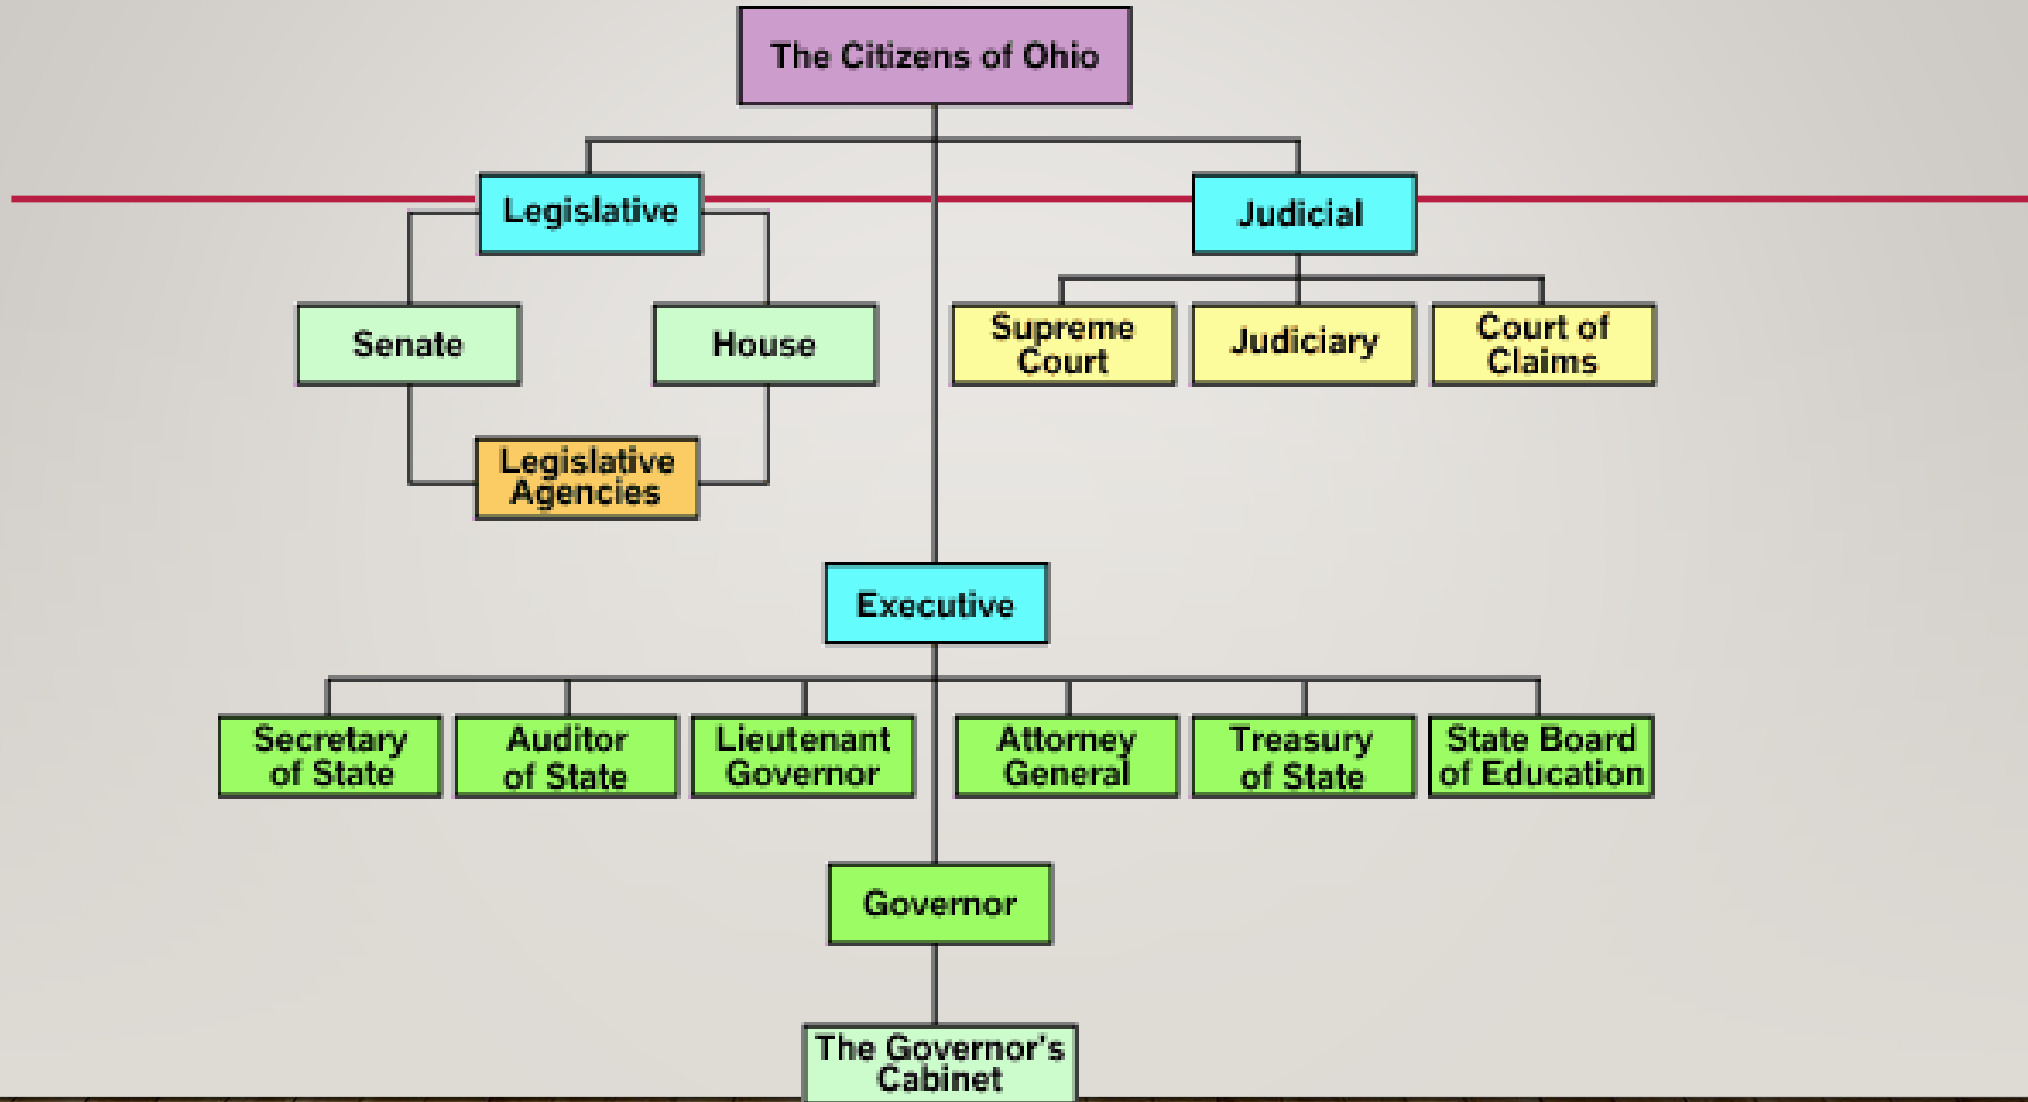 The Citizens of Ohio
Legislative
Judicial
Senate
House
Supreme
Court
Judiciary
Court of
Claims
Legislative
Agencies
Executive
Secretary
of State
Auditor
of State
Lieutenant
Governor
Attorney
General
Treasury
of State
State Board
of Education
Governor
The Governor's
Cabinet